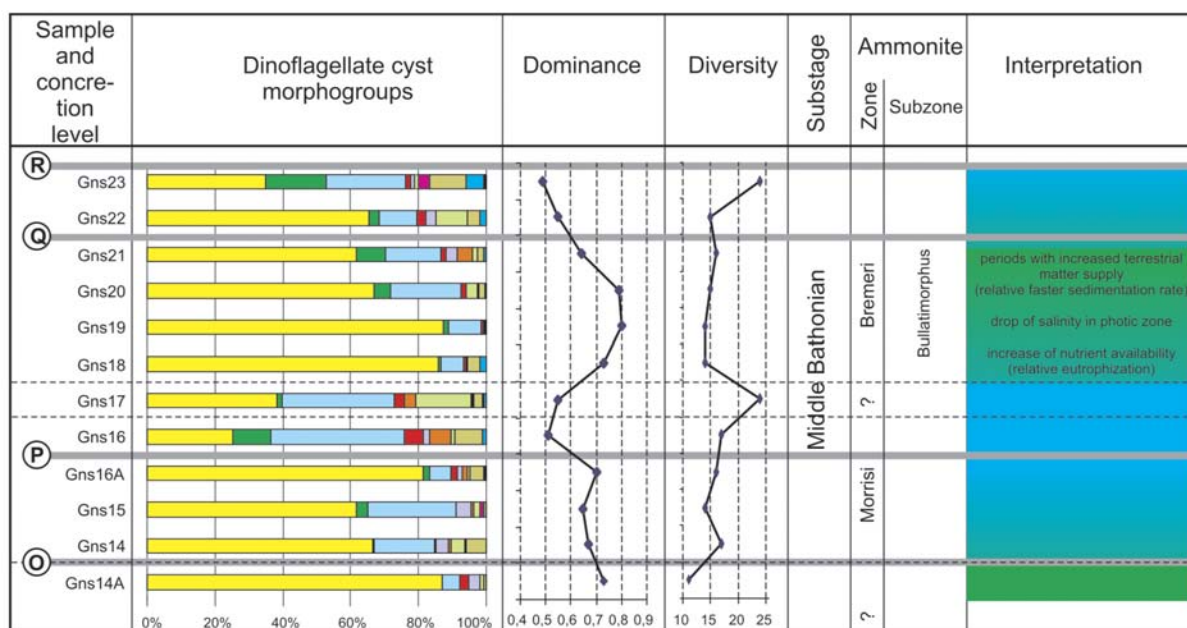 Sample
and
concre-
tion
level
Dinoflagellate cyst
morphogroups
Dominance
Diversity
Substage
Ammonite
Zone
Subzone
Interpretation
R
Gns23
Gns22
Q
Gns21
Gns20
Gns19
Gns18
Gns17
Gns16
P
Gns16A
Gns15
Gns14
O
Gns14A
0% 20% 40% 60% 80% 100%
0,4 0,5 0,6 0,7 0,8 0,9
10 15 20 25
Middle Bathonian
Bremeri
?
Morrisi
?
Bullatimorphus
periods with increased terrestrial
matter supply
(relative faster sedimentation rate)
drop of salinity in photic zone
increase of nutrient availability
(relative eutrophization)